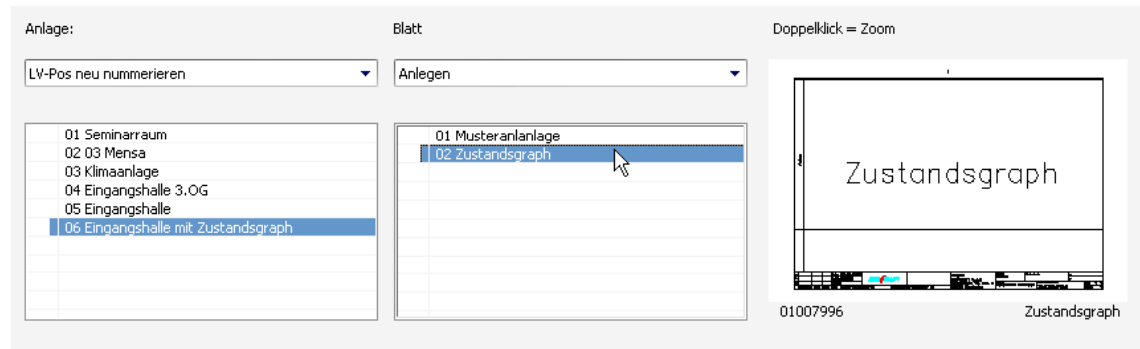 Anlage:
Blatt
Doppelklick = Zoom
LV-Pos neu nummerieren
Anlegen
01 Seminarraum
02 03 Mensa
03 Klimaanlage
04 Eingangshalle 3.OG
05 Eingangshalle
06 Eingangshalle mit Zustandsgraph
01 Musteranlanlage
02 Zustandsgraph
Zustandsgraph
01007996
Zustandsgraph